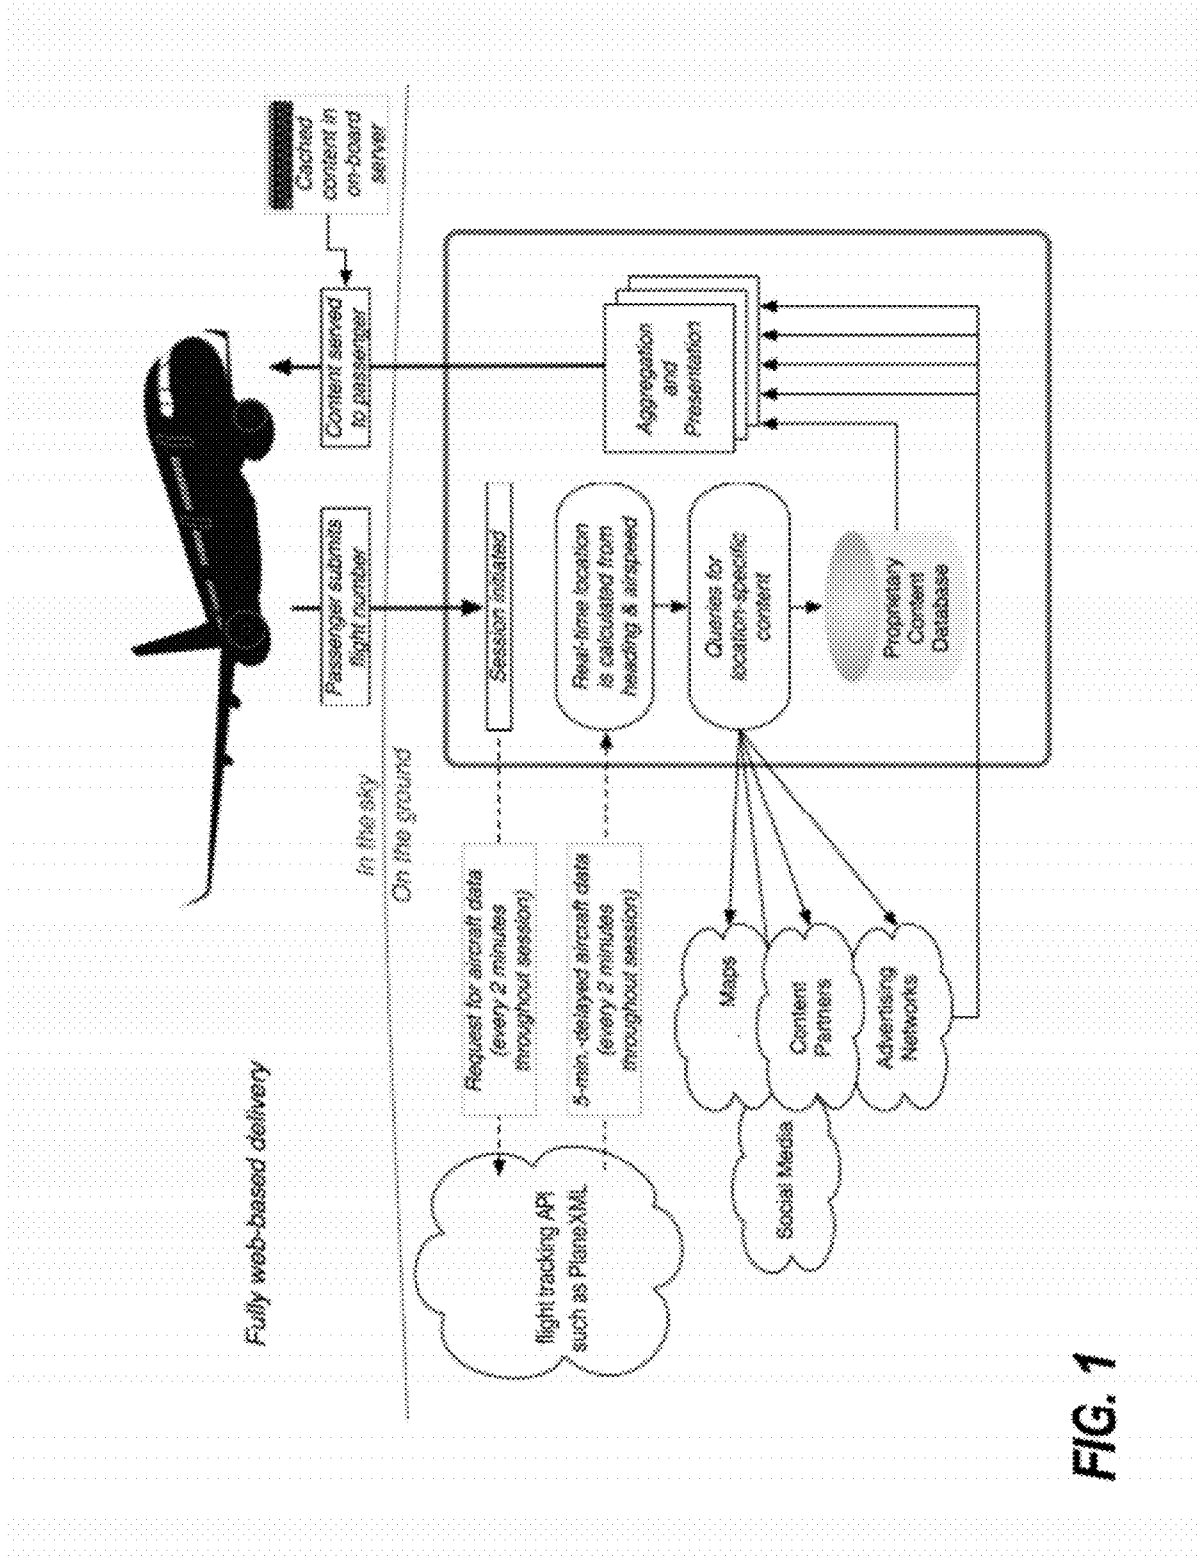 Fully web-based delivery
Cached
content in
on-board
server
Passenger submits
flight number
Content served
to passenger
In the sky
On the ground
Request for aircraft data
(every 2 minutes
throughout session)
Session initiated
flight tracking API
such as PlaneXML
5-min.-delayed aircraft data
(every 2 minutes
throughout session)
Real-time location
is calculated from
heading & airspeed
Aggregation
and
Presentation
Queries for
location-specific
content
Maps
Social Media
Content
Partners
Advertising
Networks
Proprietary
Content
Database
FIG. 1